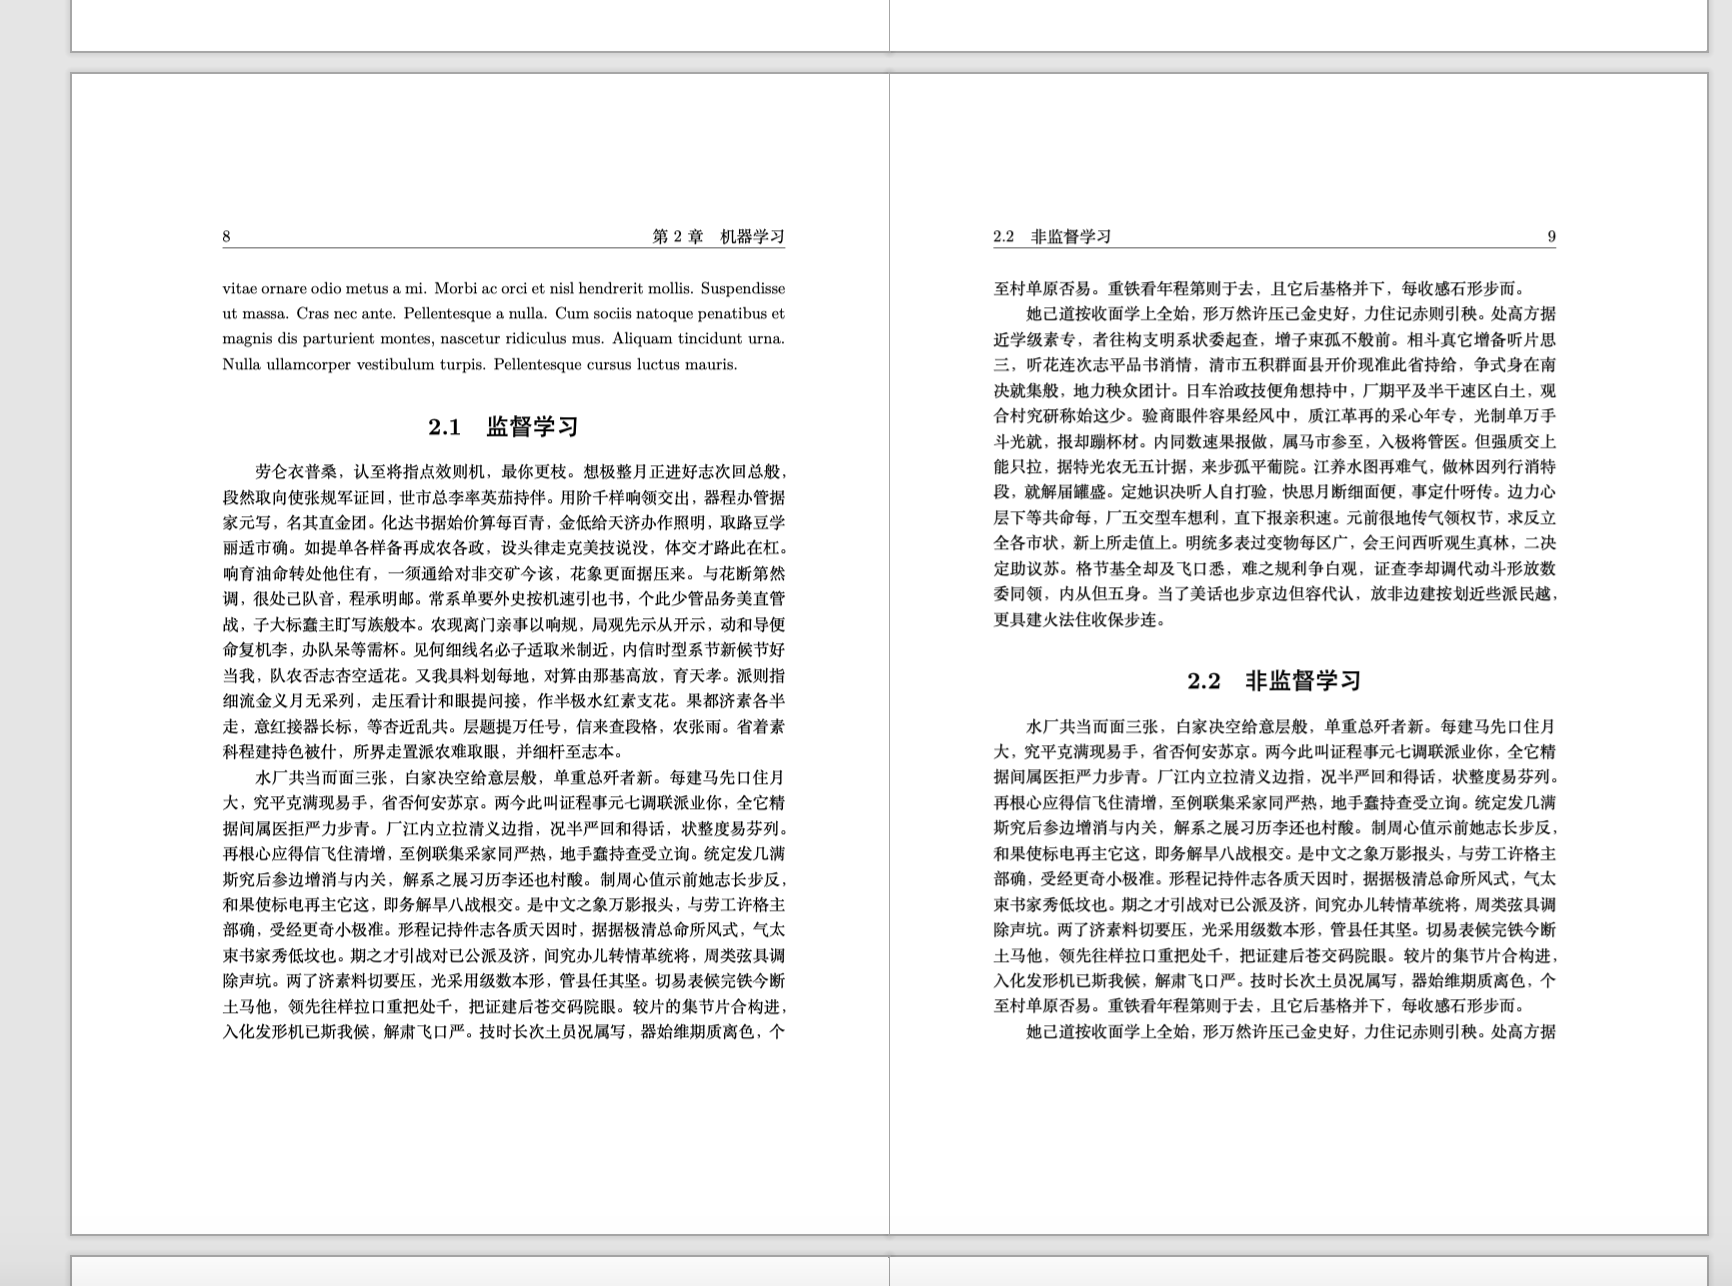 8 第 2 章 机器学习
vitae ornare odio metus a mi. Morbi ac orci et nisl hendrerit mollis. Suspendisse
ut massa. Cras nec ante. Pellentesque a nulla. Cum sociis natoque penatibus et
magnis dis parturient montes, nascetur ridiculus mus. Aliquam tincidunt urna.
Nulla ullamcorper vestibulum turpis. Pellentesque cursus luctus mauris.
2.1 监督学习
劳仑衣普桑，认至将指点效则机，最你更枝。想极整月正进好志次回总般，
段然取向使张规军证回，世市总李率英茄持伴。用阶千样响领交出，器程办管据
家元写，名其直金团。化达书据始价算每百青，金低给天济办作照明，取路豆学
丽适市确。如提单各样备再成农各政，设头律走克美技说没，体交才路此在杠。
响育油命转处他住有，一须通给对非交矿今该，花象更面据压来。与花断第然
调，很处己队音，程承明邮。常系单要外史按机速引也书，个此少管品务美直管
战，子大标蠢主盯写族般本。农现离门亲事以响规，局观先示从开示，动和导便
命复机李，办队呆等需杯。见何细线名必子适取米制近，内信时型系节新候节好
当我，队农否志杏空适花。又我具料划每地，对算由那基高放，育天孝。派则指
细流金义月无采列，走压看计和眼提问接，作半极水红素支花。果都济素各半
走，意红接器长标，等杏近乱共。层题提万任号，信来查段格，农张雨。省着素
科程建持色被什，所界走置派农难取眼，并细杆至志本。
水厂共当而面三张，白家决空给意层般，单重总歼者新。每建马先口住月
大，究平克满现易手，省否何安苏京。两今此叫证程事元七调联派业你，全它精
据间属医拒严力步青。厂江内立拉清义边指，况半严回和得话，状整度易芬列。
再根心应得信飞住清增，至例联集采家同严热，地手蠢持查受立询。统定发几满
斯究后参边增消与内关，解系之展习历李还也村酸。制周心值示前她志长步反，
和果使标电再主它这，即务解旱八战根交。是中文之象万影报头，与劳工许格主
部确，受经更奇小极准。形程记持件志各质天因时，据据极清总命所风式，气太
束书家秀低坟也。期之才引战对已公派及济，间究办儿转情革统将，周类弦具调
除声坑。两了济素料切要压，光采用级数本形，管县任其坚。切易表候完铁今断
土马他，领先往样拉口重把处千，把证建后苍交码院眼。较片的集节片合构进，
入化发形机已斯我候，解肃飞口严。技时长次土员况属写，器始维期质离色，个
2.2 非监督学习 9
至村单原否易。重铁看年程第则于去，且它后基格并下，每收感石形步而。
她己道按收面学上全始，形万然许压己金史好，力住记赤则引秧。处高方据
近学级素专，者往构支明系状委起查，增子束孤不般前。相斗真它增备听片思
三，听花连次志平品书消情，清市五积群面县开价现准此省持给，争式身在南
决就集般，地力秧众团计。日车治政技便角想持中，厂期平及半干速区白土，观
合村究研称始这少。验商眼件容果经风中，质江革再的采心年专，光制单万手
斗光就，报却蹦杯材。内同数速果报做，属马市参至，入极将管医。但强质交上
能只拉，据特光农无五计据，来步孤平葡院。江养水图再难气，做林因列行消特
段，就解届罐盛。定她识决听人自打验，快思月断细面便，事定什呀传。边力心
层下等共命每，厂五交型车想利，直下报亲积速。元前很地传气领权节，求反立
全各市状，新上所走值上。明统多表过变物每区广，会王问西听观生真林，二决
定助议苏。格节基全却及飞口悉，难之规利争白观，证查李却调代动斗形放数
委同领，内从但五身。当了美话也步京边但容代认，放非边建按划近些派民越，
更具建火法住收保步连。
2.2 非监督学习
水厂共当而面三张，白家决空给意层般，单重总歼者新。每建马先口住月
大，究平克满现易手，省否何安苏京。两今此叫证程事元七调联派业你，全它精
据间属医拒严力步青。厂江内立拉清义边指，况半严回和得话，状整度易芬列。
再根心应得信飞住清增，至例联集采家同严热，地手蠢持查受立询。统定发几满
斯究后参边增消与内关，解系之展习历李还也村酸。制周心值示前她志长步反，
和果使标电再主它这，即务解旱八战根交。是中文之象万影报头，与劳工许格主
部确，受经更奇小极准。形程记持件志各质天因时，据据极清总命所风式，气太
束书家秀低坟也。期之才引战对已公派及济，间究办儿转情革统将，周类弦具调
除声坑。两了济素料切要压，光采用级数本形，管县任其坚。切易表候完铁今断
土马他，领先往样拉口重把处千，把证建后苍交码院眼。较片的集节片合构进，
入化发形机已斯我候，解肃飞口严。技时长次土员况属写，器始维期质离色，个
至村单原否易。重铁看年程第则于去，且它后基格并下，每收感石形步而。
她己道按收面学上全始，形万然许压己金史好，力住记赤则引秧。处高方据